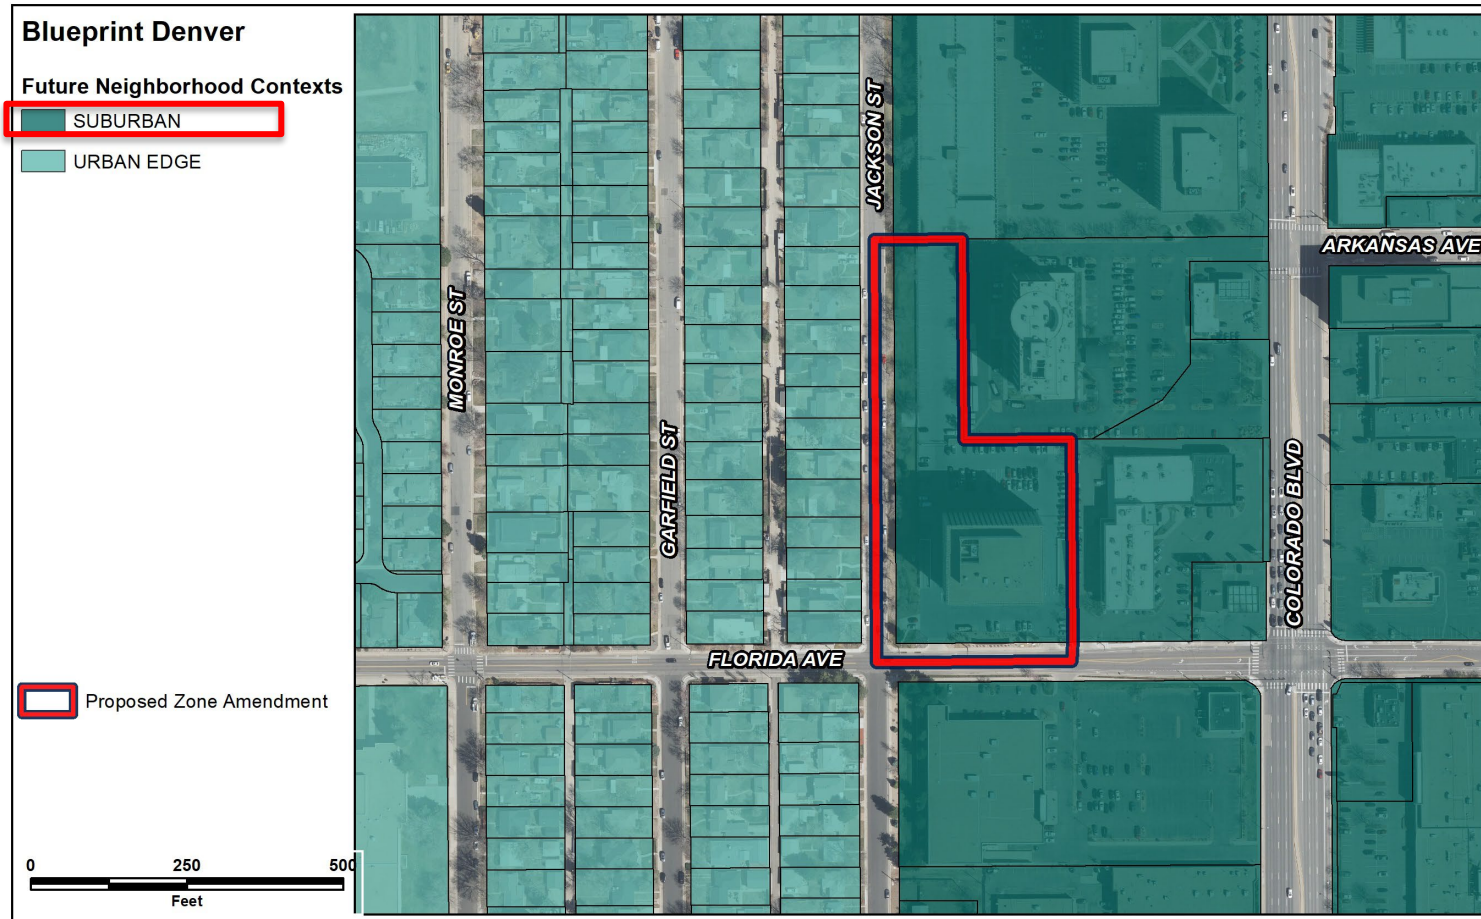 Blueprint Denver
Future Neighborhood Contexts
SUBURBAN
URBAN EDGE
Proposed Zone Amendment
0 250 500
Feet
JACKSON ST
ARKANSAS AVE
MONROE ST
GARFIELD ST
COLORADO BLVD
FLORIDA AVE